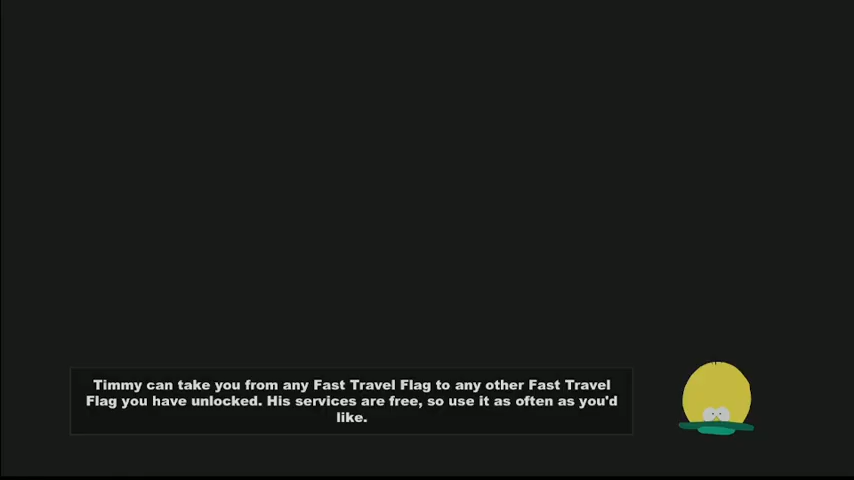 Timmy can take you from any Fast Travel Flag to any other Fast Travel
Flag you have unlocked. His services are free, so use it as often as you'd
like.